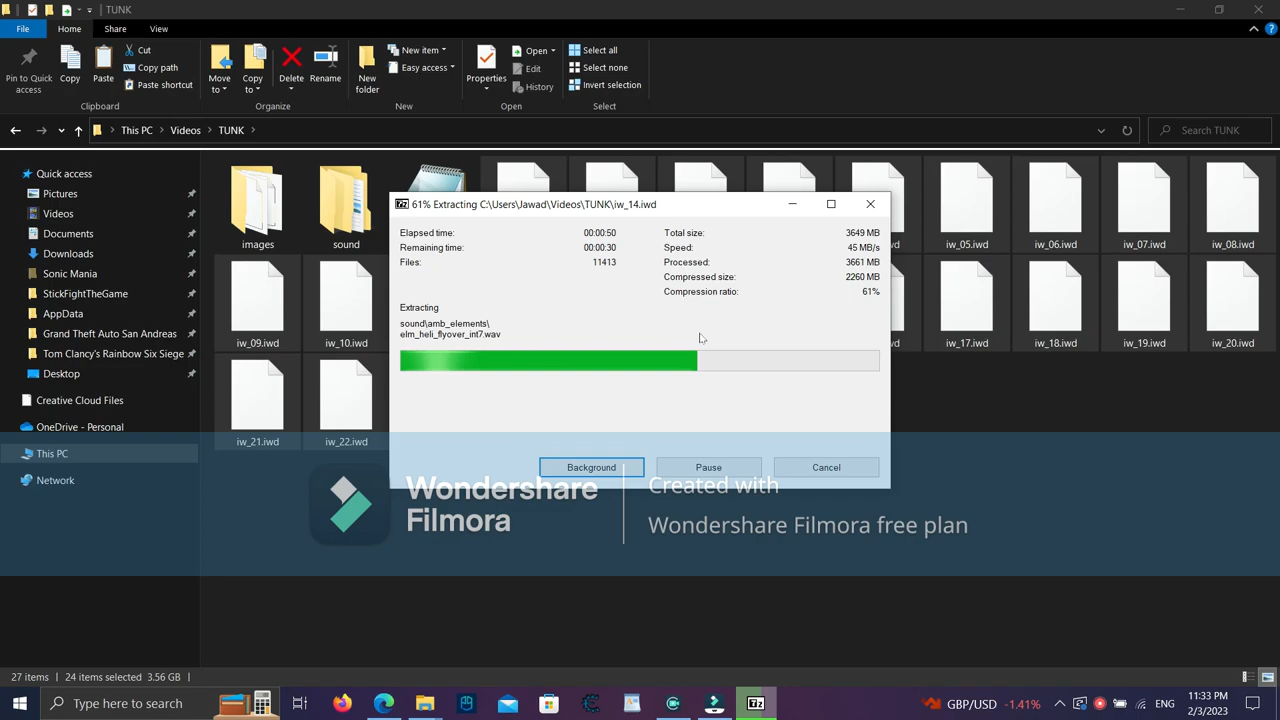 TUNK
File
Home
Share
View
Pin to Quick access
Copy
Paste
Cut
Copy path
Paste shortcut
Clipboard
Move to
Copy to
Delete
Rename
Organize
New folder
New item
Easy access
New
Properties
Open
Edit
History
Open
Select all
Select none
Invert selection
Select
This PC
Videos
TUNK
Search TUNK
Quick access
Pictures
Videos
Documents
Downloads
Sonic Mania
StickFightTheGame
AppData
Grand Theft Auto San Andreas
Tom Clancy's Rainbow Six Siege
Desktop
Creative Cloud Files
OneDrive - Personal
This PC
Network
images
sound
iw_05.iwd
iw_06.iwd
iw_07.iwd
iw_08.iwd
iw_09.iwd
iw_10.iwd
iw_17.iwd
iw_18.iwd
iw_19.iwd
iw_20.iwd
iw_21.iwd
iw_22.iwd
7z 61% Extracting C:\Users\Jawad\Videos\TUNK\iw_14.iwd
Elapsed time: 00:00:50
Remaining time: 00:00:30
Files: 11413
Total size: 3649 MB
Speed: 45 MB/s
Processed: 3661 MB
Compressed size: 2260 MB
Compression ratio: 61%
Extracting
sound\amb_elements\
elm_heli_flyover_int7.wav
Background
Pause
Cancel
Wondershare
Filmora
Created with
Wondershare Filmora free plan
27 items
24 items selected 3.56 GB
Type here to search
7z
GBP/USD -1.41%
ENG
11:33 PM
2/3/2023